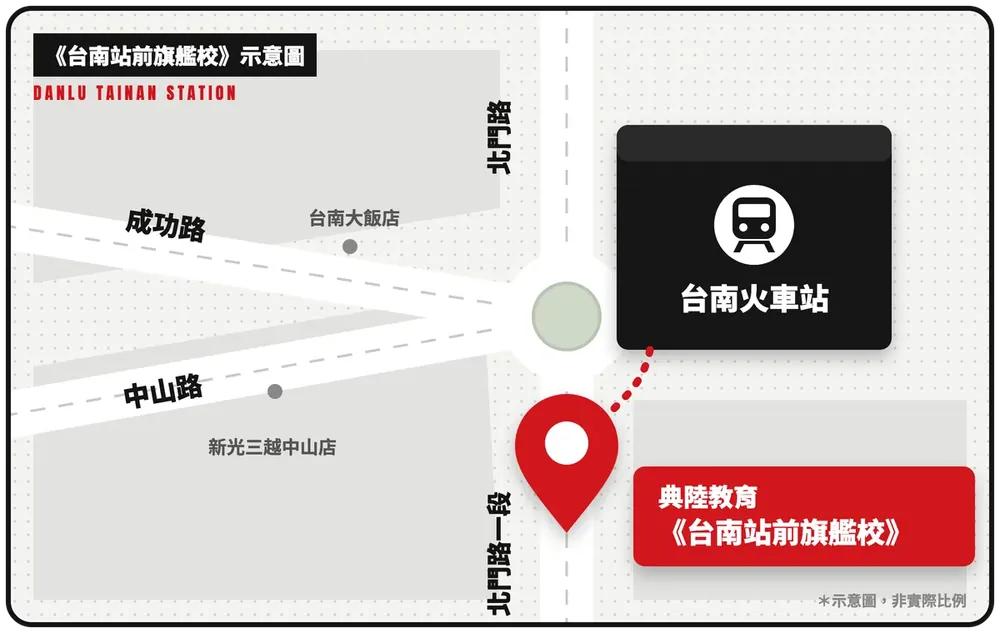 《台南站前旗艦校》示意圖
DANLU TAINAN STATION
北門路
成功路
台南大飯店
台南火車站
中山路
新光三越中山店
北門路一段
典陸教育
《台南站前旗艦校》
＊示意圖，非實際比例